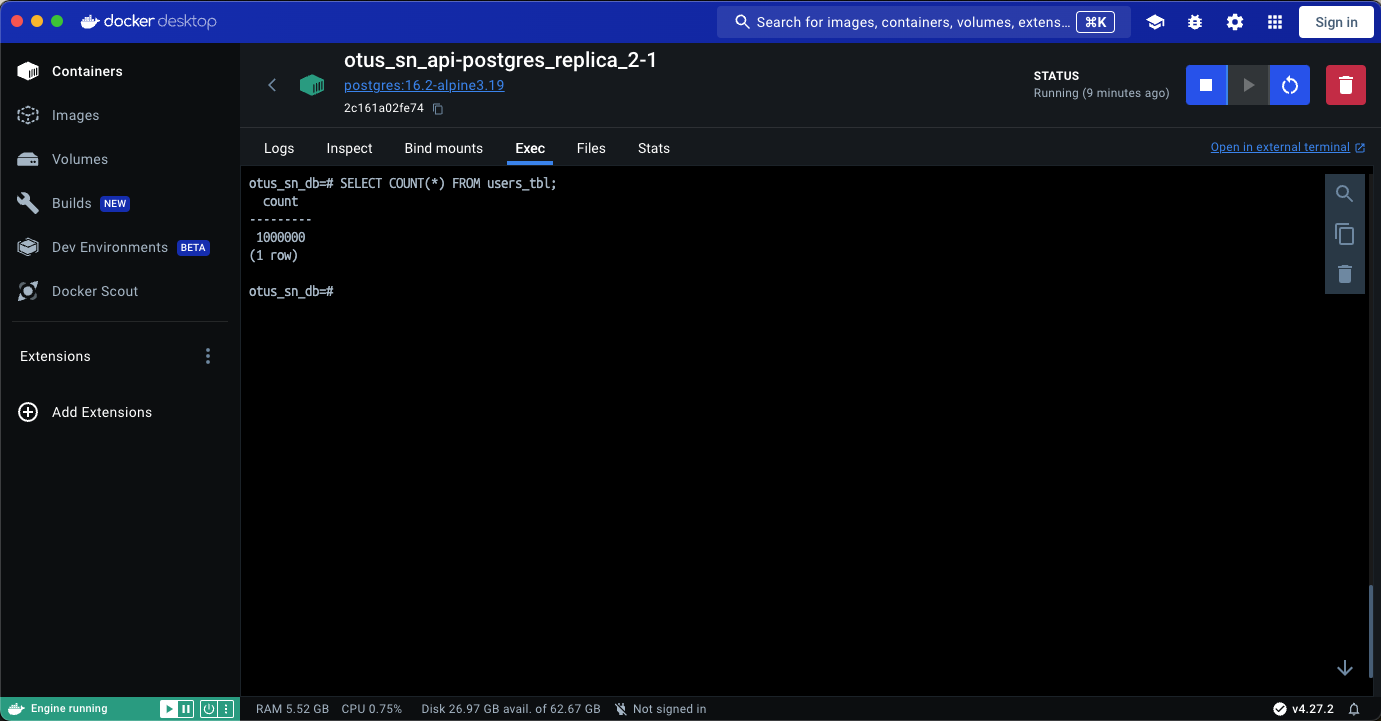 docker desktop
Search for images, containers, volumes, extens...
⌘K
Sign in
Containers
Images
Volumes
Builds NEW
Dev Environments BETA
Docker Scout
Extensions
Add Extensions
otus_sn_api-postgres_replica_2-1
postgres:16.2-alpine3.19
2c161a02fe74
STATUS
Running (9 minutes ago)
Logs Inspect Bind mounts Exec Files Stats
Open in external terminal
otus_sn_db=# SELECT COUNT(*) FROM users_tbl;
count
---------
1000000
(1 row)
otus_sn_db=#
Engine running
RAM 5.52 GB CPU 0.75% Disk 26.97 GB avail. of 62.67 GB Not signed in
v4.27.2